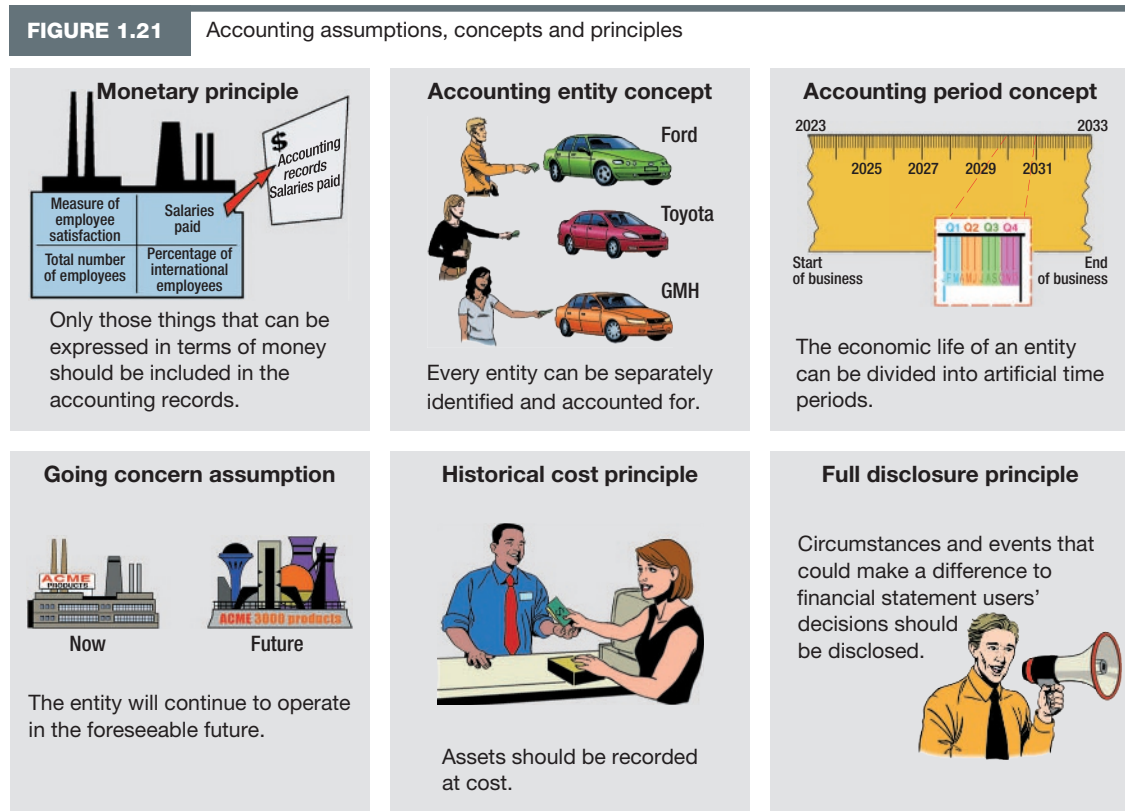 FIGURE 1.21
Accounting assumptions, concepts and principles
Monetary principle
$
Accounting
records
Salaries paid
Measure of
employee
satisfaction
Salaries
paid
Total number
of employees
Percentage of
international
employees
Only those things that can be
expressed in terms of money
should be included in the
accounting records.
Accounting entity concept
Ford
Toyota
GMH
Every entity can be separately
identified and accounted for.
Accounting period concept
2023
2033
2025 2027 2029 2031
Q1 Q2 Q3 Q4
Start
of business
End
of business
The economic life of an entity
can be divided into artificial time
periods.
Going concern assumption
ACME
PRODUCTS
Now
ACME 3000 products
Future
The entity will continue to operate
in the foreseeable future.
Historical cost principle
Assets should be recorded
at cost.
Full disclosure principle
Circumstances and events that
could make a difference to
financial statement users'
decisions should
be disclosed.